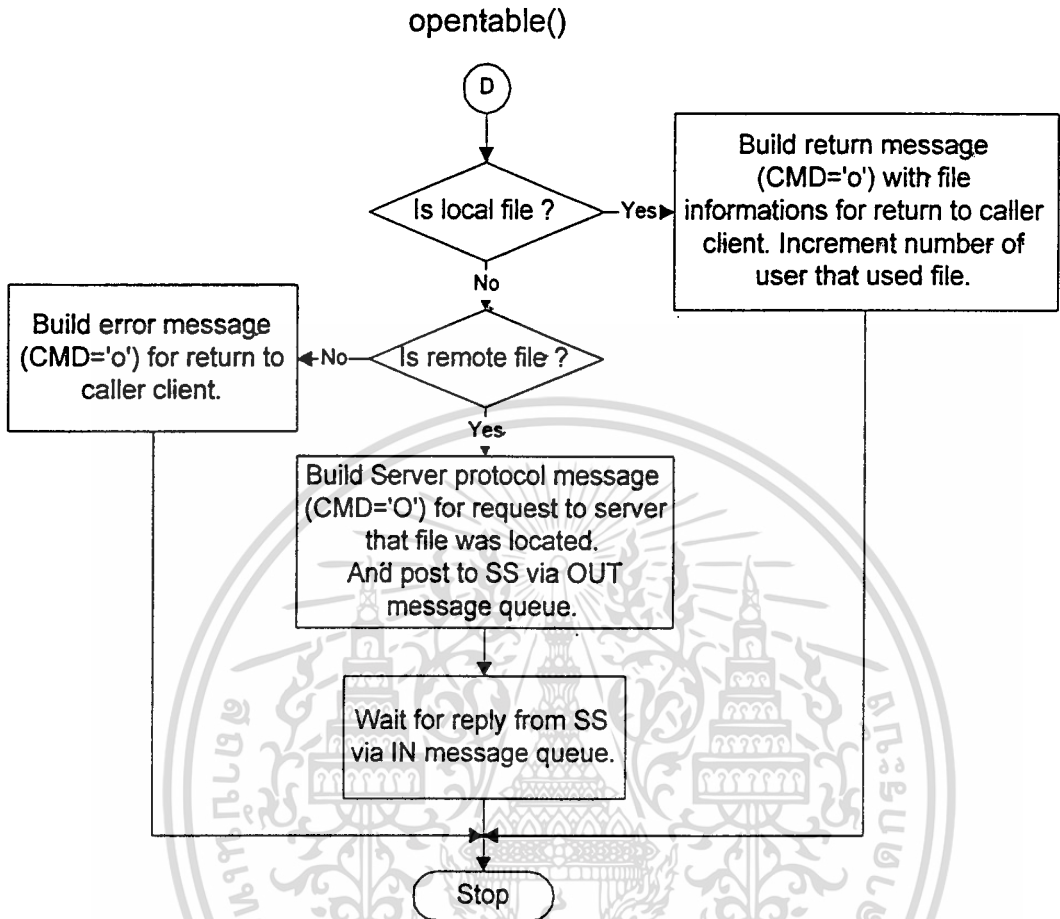 opentable()
D
Is local file ?
Yes
Build return message
(CMD='o') with file
informations for return to caller
client. Increment number of
user that used file.
No
Is remote file ?
No
Build error message
(CMD='o') for return to
caller client.
Yes
Build Server protocol message
(CMD='O') for request to server
that file was located.
And post to SS via OUT
message queue.
Wait for reply from SS
via IN message queue.
Stop